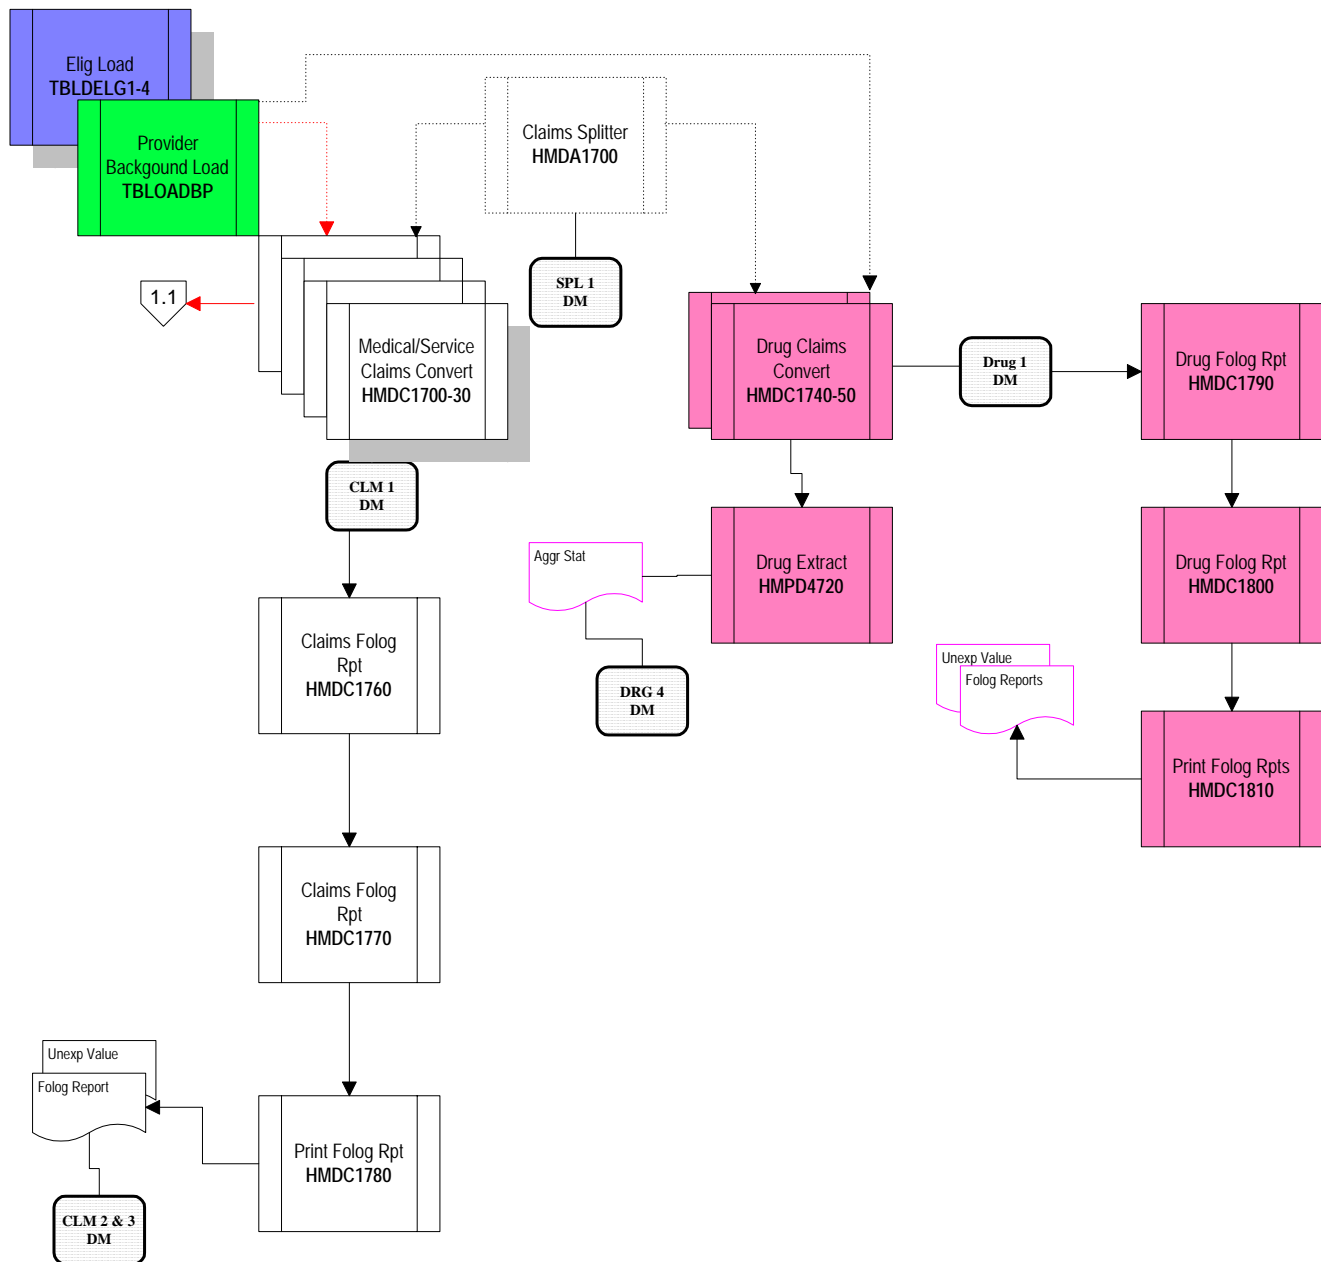 Elig Load
TBLDELG1-4
Provider
Backgound Load
TBLOADBP
Claims Splitter
HMDA1700
1.1
SPL 1
DM
Medical/Service
Claims Convert
HMDC1700-30
Drug Claims
Convert
HMDC1740-50
Drug 1
DM
Drug Folog Rpt
HMDC1790
CLM 1
DM
Aggr Stat
Drug Extract
HMPD4720
Drug Folog Rpt
HMDC1800
Claims Folog
Rpt
HMDC1760
DRG 4
DM
Unexp Value
Folog Reports
Print Folog Rpts
HMDC1810
Claims Folog
Rpt
HMDC1770
Unexp Value
Folog Report
Print Folog Rpt
HMDC1780
CLM 2 & 3
DM